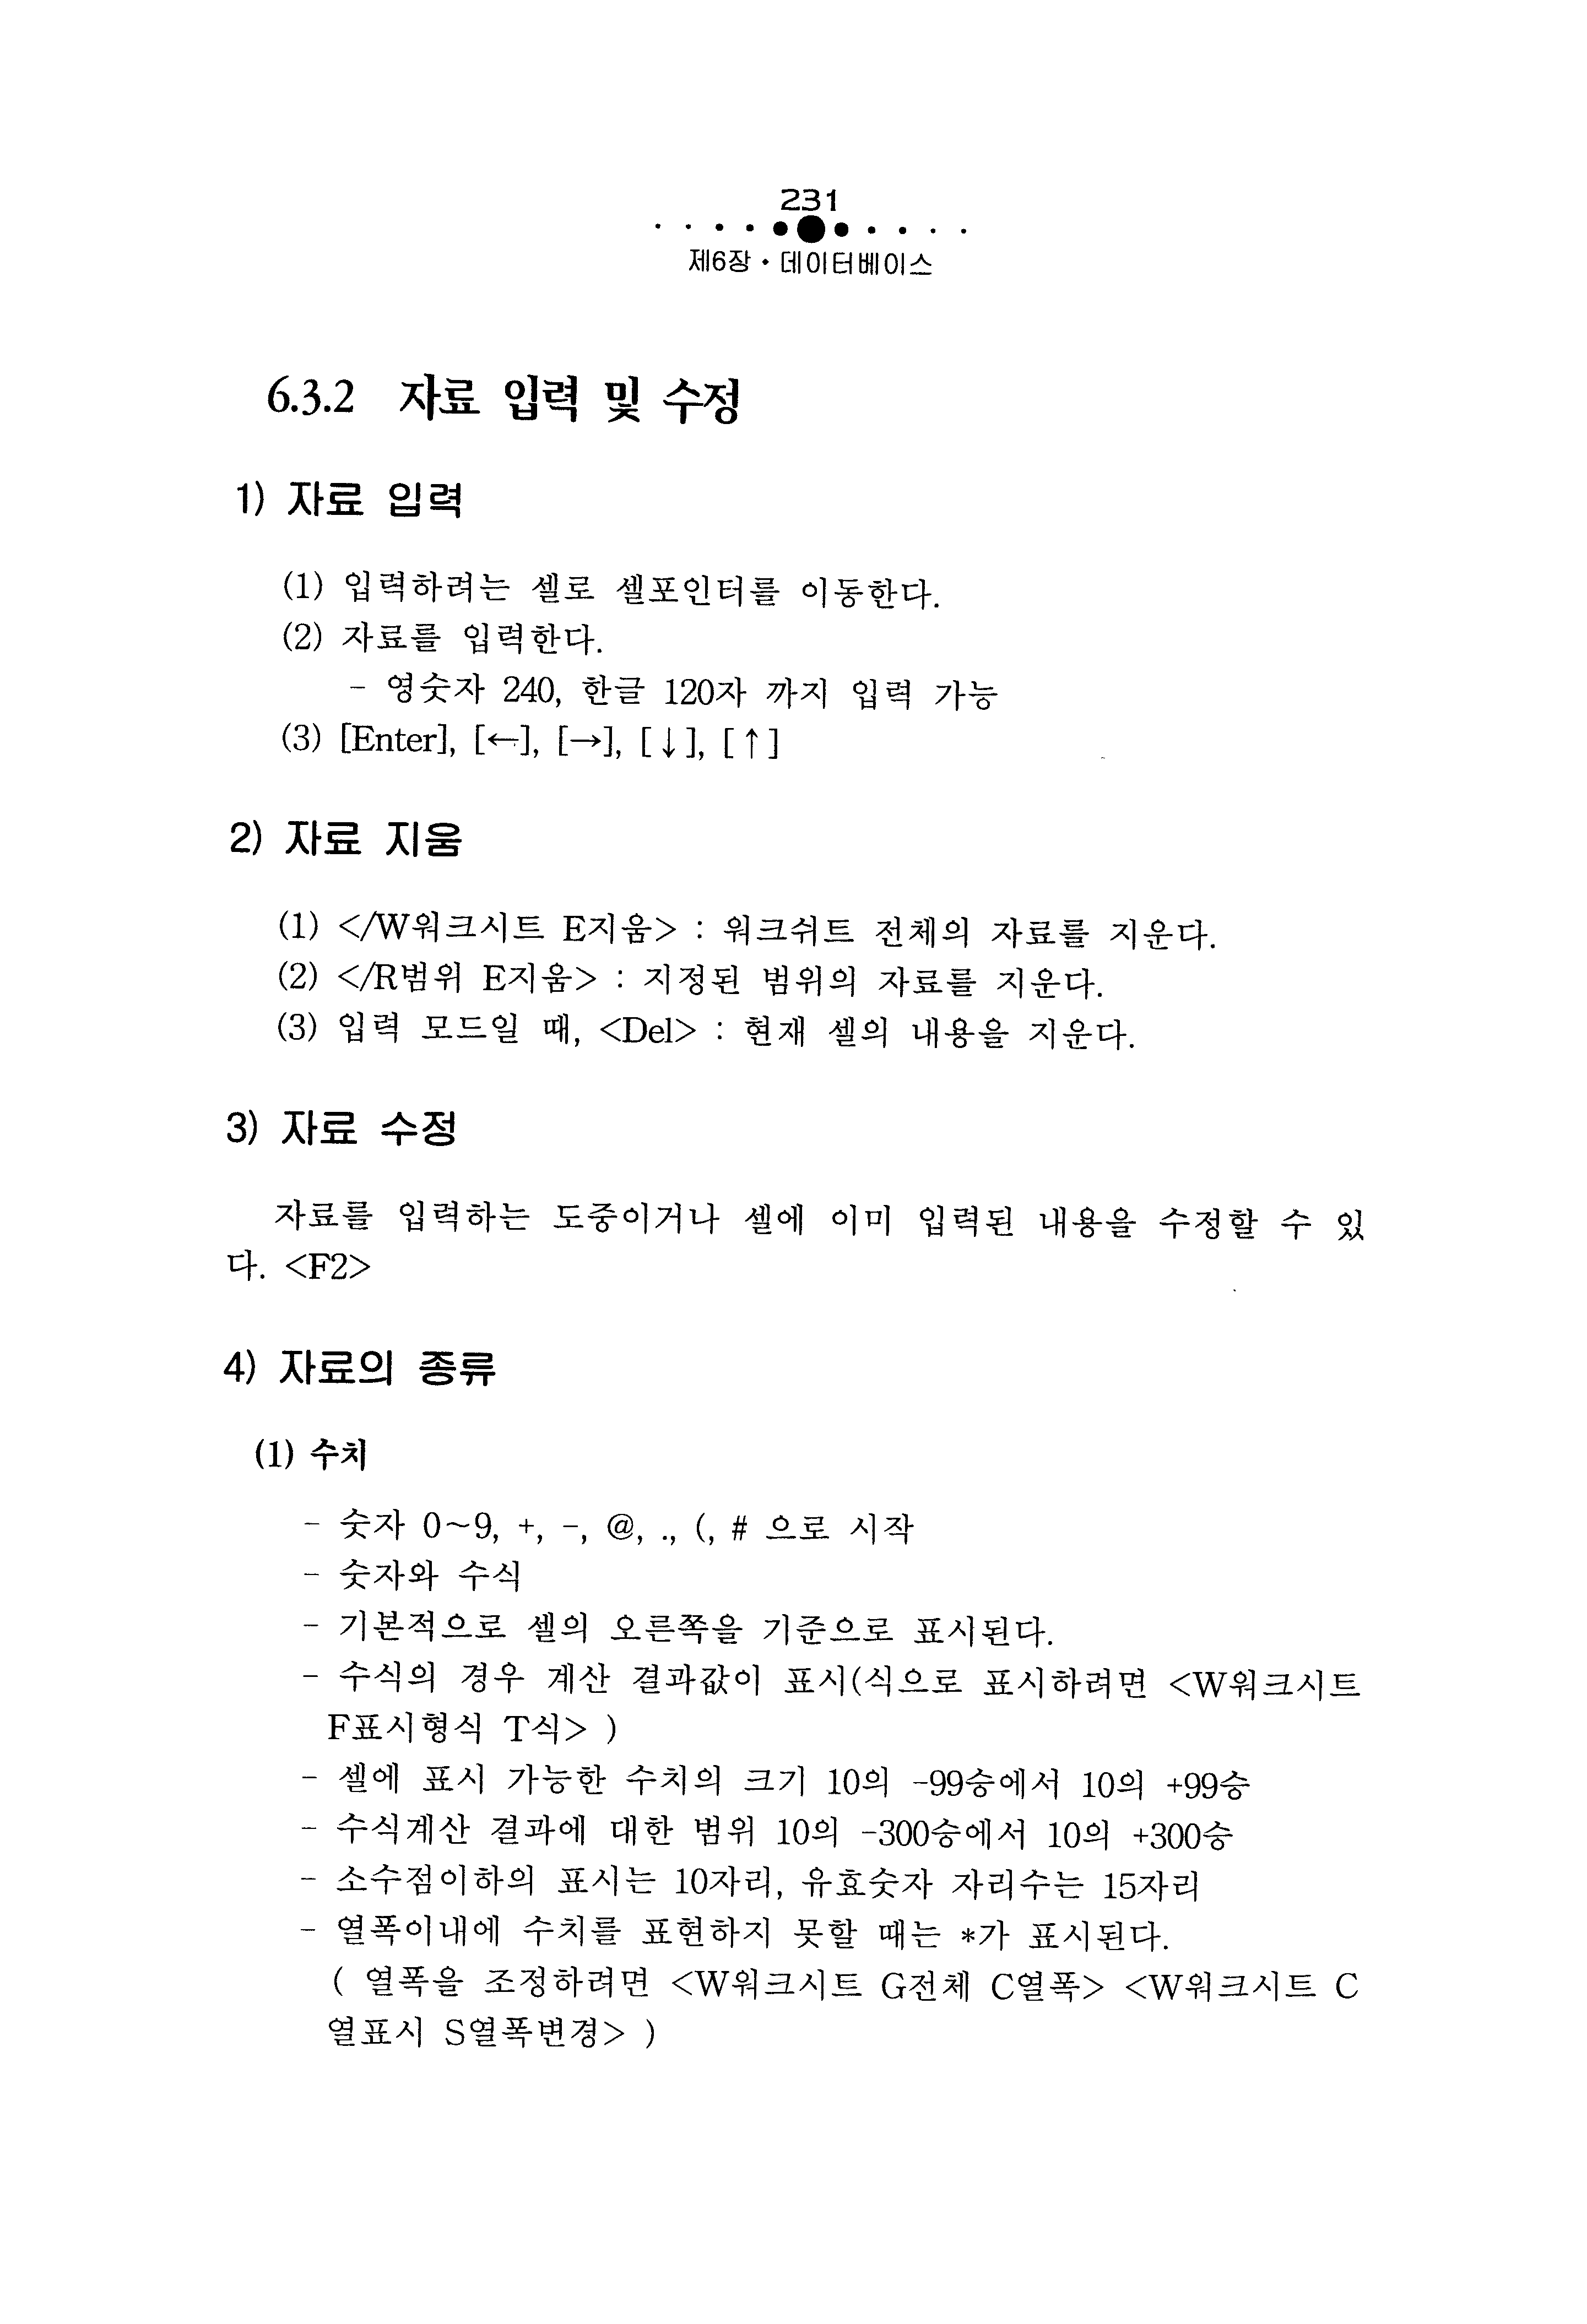 231
제6장 • 데이터베이스
6.3.2 자료 입력 및 수정
1) 자료 입력
(1) 입력하려는 셀로 셀포인터를 이동한다.
(2) 자료를 입력한다.
- 영숫자 240, 한글 120자 까지 입력 가능
(3) [Enter], [←], [→], [↓], [↑]
2) 자료 지움
(1) </W워크시트 E지움> : 워크쉬트 전체의 자료를 지운다.
(2) </R범위 E지움> : 지정된 범위의 자료를 지운다.
(3) 입력 모드일 때, <Del> : 현재 셀의 내용을 지운다.
3) 자료 수정
자료를 입력하는 도중이거나 셀에 이미 입력된 내용을 수정할 수 있
다. <F2>
4) 자료의 종류
(1) 수치
- 숫자 0~9, +, -, @, ., (, # 으로 시작
- 숫자와 수식
- 기본적으로 셀의 오른쪽을 기준으로 표시된다.
- 수식의 경우 계산 결과값이 표시(식으로 표시하려면 <W워크시트
F표시형식 T식> )
- 셀에 표시 가능한 수치의 크기 10의 -99승에서 10의 +99승
- 수식계산 결과에 대한 범위 10의 -300승에서 10의 +300승
- 소수점이하의 표시는 10자리, 유효숫자 자리수는 15자리
- 열폭이내에 수치를 표현하지 못할 때는 *가 표시된다.
( 열폭을 조정하려면 <W워크시트 G전체 C열폭> <W워크시트 C
열표시 S열폭변경> )